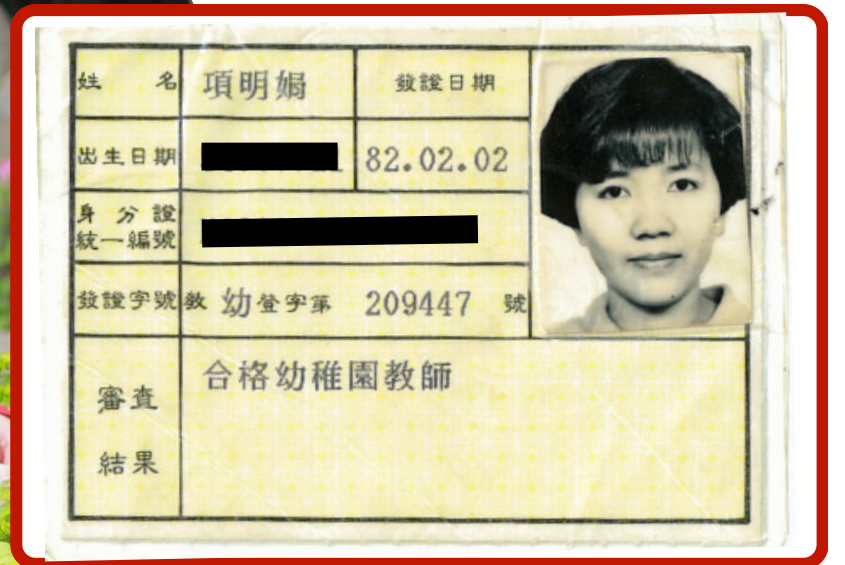 姓名 項明娟 發證日期
出生日期 82.02.02
身分證
統一編號
發證字號 教幼登字第 209447 號
審查 合格幼稚園教師
結果